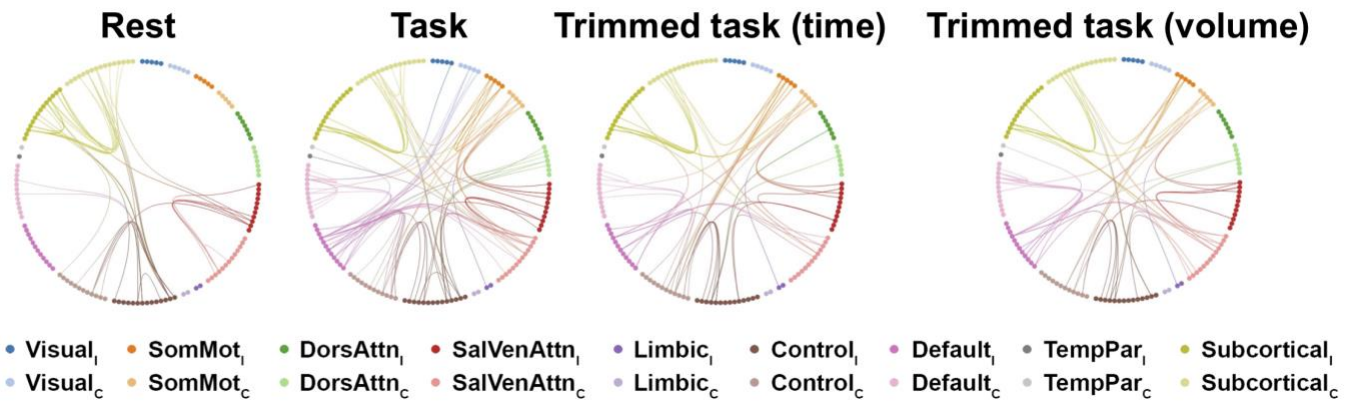 Rest Task Trimmed task (time) Trimmed task (volume)
Visual_I SomMot_I DorsAttn_I SalVenAttn_I Limbic_I Control_I Default_I TempPar_I Subcortical_I
Visual_C SomMot_C DorsAttn_C SalVenAttn_C Limbic_C Control_C Default_C TempPar_C Subcortical_C